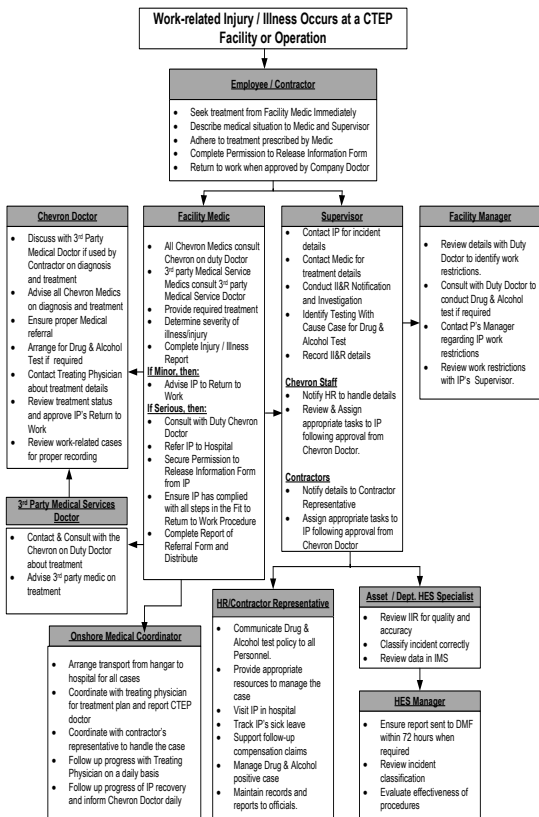 Work-related Injury / Illness Occurs at a CTEP
Facility or Operation
Employee / Contractor
• Seek treatment from Facility Medic Immediately
• Describe medical situation to Medic and Supervisor
• Adhere to treatment prescribed by Medic
• Complete Permission to Release Information Form
• Return to work when approved by Company Doctor
Chevron Doctor
• Discuss with 3rd Party
Medical Doctor if used by
Contractor on diagnosis
and treatment
• Advise all Chevron Medics
on diagnosis and treatment
• Ensure proper Medical
referral
• Arrange for Drug & Alcohol
Test if required
• Contact Treating Physician
about treatment details
• Review treatment status
and approve IP's Return to
Work
• Review work-related cases
for proper recording
3rd Party Medical Services
Doctor
• Contact & Consult with the
Chevron on Duty Doctor
about treatment
• Advise 3rd party medic on
treatment
Facility Medic
• All Chevron Medics consult
Chevron on duty Doctor
• 3rd party Medical Service
Medics consult 3rd party
Medical Service Doctor
• Provide required treatment
• Determine severity of
illness/injury
• Complete Injury / Illness
Report
If Minor, then:
• Advise IP to Return to
Work
If Serious, then:
• Consult with Duty Chevron
Doctor
• Refer IP to Hospital
• Secure Permission to
Release Information Form
from IP
• Ensure IP has complied with
all steps in the Fit to
Return to Work Procedure
• Complete Report of
Referral Form and
Distribute
Supervisor
• Contact IP for incident
details
• Contact Medic for
treatment details
• Conduct II&R Notification
and Investigation
• Identify Testing With
Cause Case for Drug &
Alcohol Test
• Record II&R details
Chevron Staff
• Notify HR to handle details
• Review & Assign
appropriate tasks to IP
following approval from
Chevron Doctor.
Contractors
• Notify details to Contractor
Representative
• Assign appropriate tasks to
IP following approval from
Chevron Doctor
Facility Manager
• Review details with Duty
Doctor to identify work
restrictions.
• Consult with Duty Doctor to
conduct Drug & Alcohol
test if required
• Contact P's Manager
regarding IP work
restrictions
• Review work restrictions
with IP's Supervisor.
Onshore Medical Coordinator
• Arrange transport from hangar to
hospital for all cases
• Coordinate with treating physician
for treatment plan and report CTEP
doctor
• Coordinate with contractor's
representative to handle the case
• Follow up progress with Treating
Physician on a daily basis
• Follow up progress of IP recovery
and inform Chevron Doctor daily
HR/Contractor Representative
• Communicate Drug &
Alcohol test policy to all
Personnel.
• Provide appropriate
resources to manage the
case
• Visit IP in hospital
• Track IP's sick leave
• Support follow-up
compensation claims
• Manage Drug & Alcohol
positive case
• Maintain records and
reports to officials.
Asset / Dept. HES Specialist
• Review IIR for quality and
accuracy
• Classify incident correctly
• Review data in IMS
HES Manager
• Ensure report sent to DMF
within 72 hours when
required
• Review incident
classification
• Evaluate effectiveness of
procedures